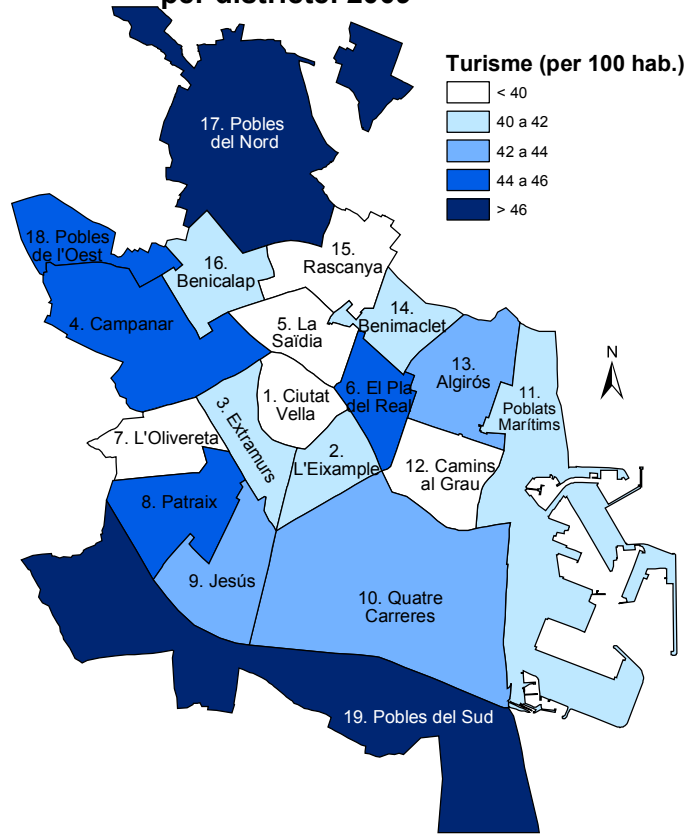 Turisme (per 100 hab.)
< 40
40 a 42
42 a 44
44 a 46
> 46
17. Pobles
del Nord
18. Pobles
de l'Oest
16.
Benicalap
15.
Rascanya
4. Campanar
5. La
Saïdia
14.
Benimaclet
13.
Algirós
11.
Poblats
Marítims
N
1. Ciutat
Vella
6. El Pla
del Real
3. Extramurs
7. L'Olivereta
2.
L'Eixample
12. Camins
al Grau
8. Patraix
9. Jesús
10. Quatre
Carreres
19. Pobles del Sud